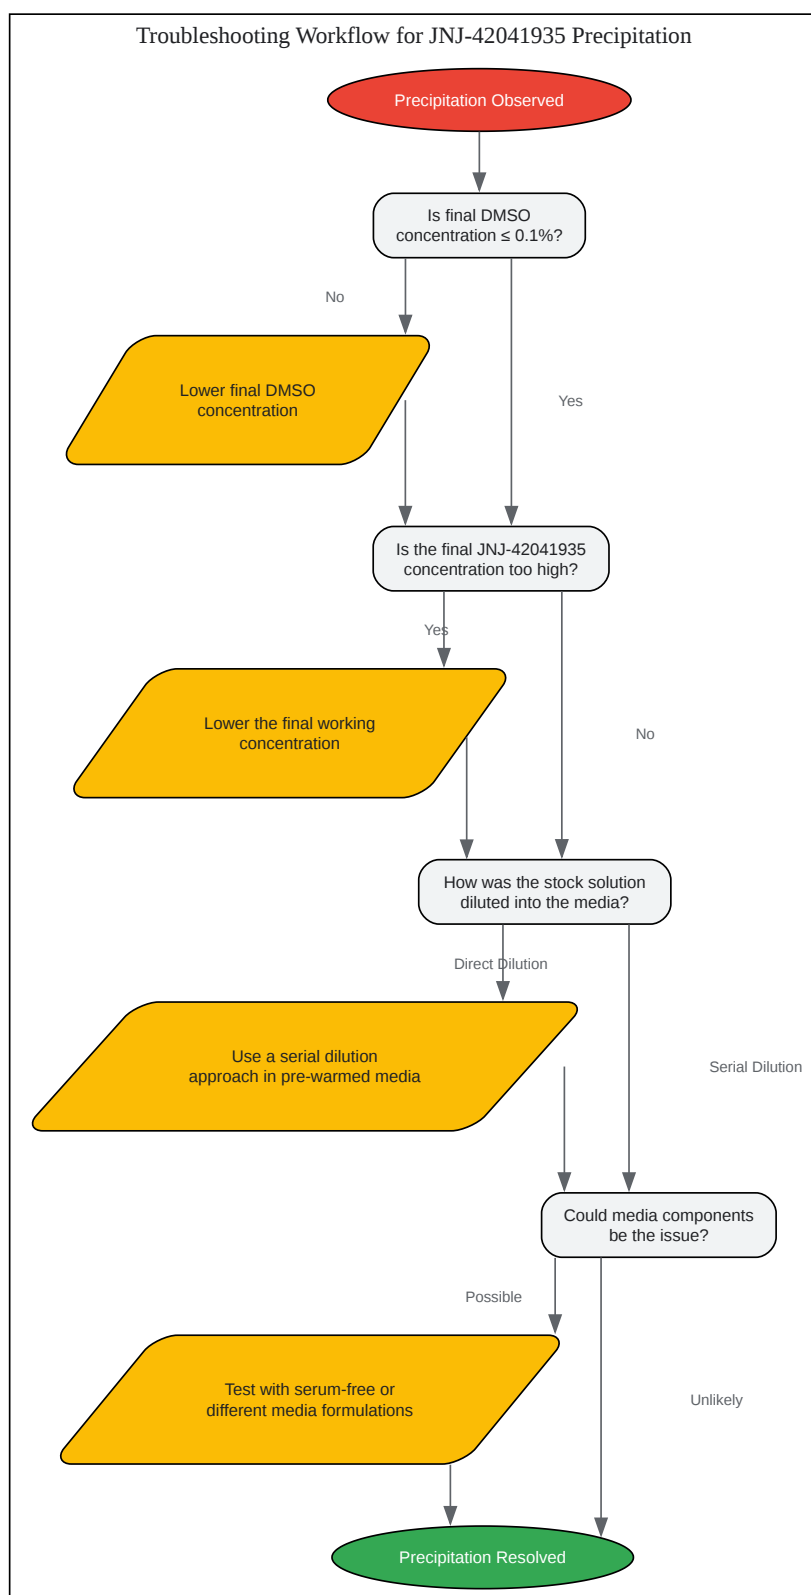 Troubleshooting Workflow for JNJ-42041935 Precipitation
Precipitation Observed
Is final DMSO
concentration ≤ 0.1%?
No
Lower final DMSO
concentration
Yes
Is the final JNJ-42041935
concentration too high?
Yes
Lower the final working
concentration
No
How was the stock solution
diluted into the media?
Direct Dilution
Use a serial dilution
approach in pre-warmed media
Serial Dilution
Could media components
be the issue?
Possible
Test with serum-free or
different media formulations
Unlikely
Precipitation Resolved